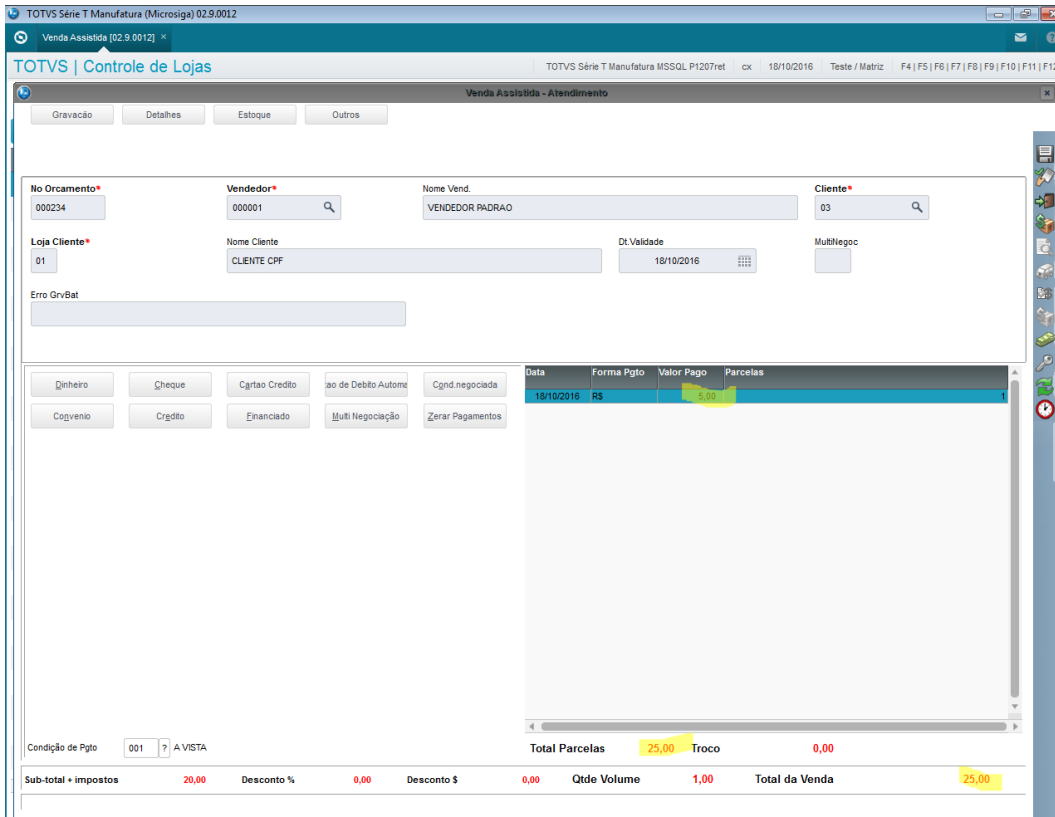 TOTVS Série T Manufatura (Microsiga) 02.9.0012
Venda Assistida [02.9.0012] ×
TOTVS | Controle de Lojas
TOTVS Série T Manufatura MSSQL P1207ret cx 18/10/2016 Teste / Matriz F4 | F5 | F6 | F7 | F8 | F9 | F10 | F11 | F12
Venda Assistida - Atendimento
Gravacão Detalhes Estoque Outros
No Orcamento* Vendedor* Nome Vend. Cliente*
000234 000001 VENDEDOR PADRAO 03
Loja Cliente* Nome Cliente Dt.Validade MultiNegoc
01 CLIENTE CPF 18/10/2016
Erro GrvBat
Dinheiro Cheque Cartao Credito tao de Debito Automa Cond.negociada
Convenio Credito Financiado Multi Negociação Zerar Pagamentos
Data Forma Pgto Valor Pago Parcelas
18/10/2016 R$ 5,00 1
Condição de Pgto 001 ? A VISTA
Total Parcelas 25,00 Troco 0,00
Sub-total + impostos 20,00 Desconto % 0,00 Desconto $ 0,00 Qtde Volume 1,00 Total da Venda 25,00